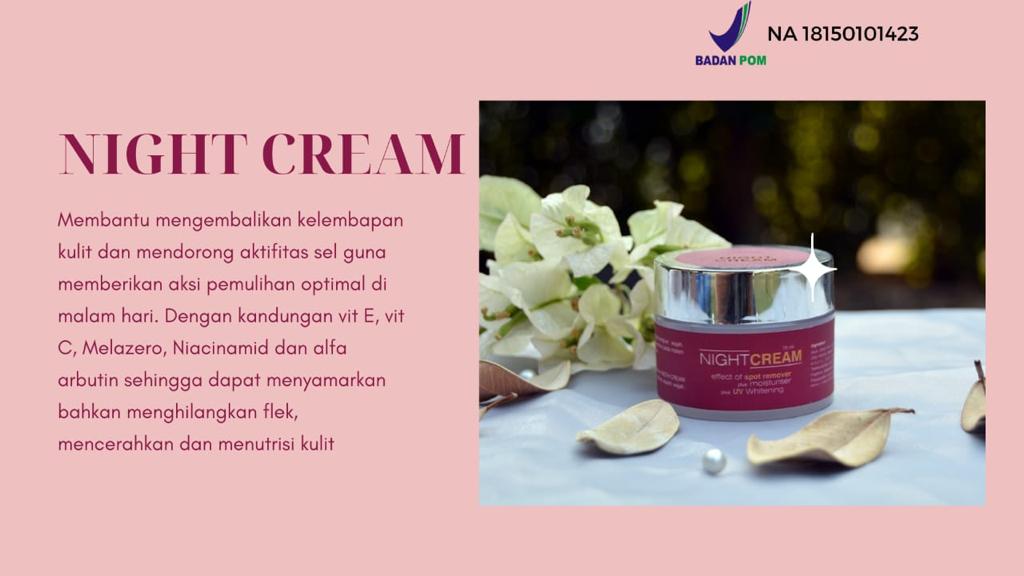 BADAN POM
NA 18150101423
NIGHT CREAM
Membantu mengembalikan kelembapan
kulit dan mendorong aktifitas sel guna
memberikan aksi pemulihan optimal di
malam hari. Dengan kandungan vit E, vit
C, Melazero, Niacinamid dan alfa
arbutin sehingga dapat menyamarkan
bahkan menghilangkan flek,
mencerahkan dan menutrisi kulit
NIGHTCREAM
effect of spot remover
plus moisturiser
plus UV Whitening